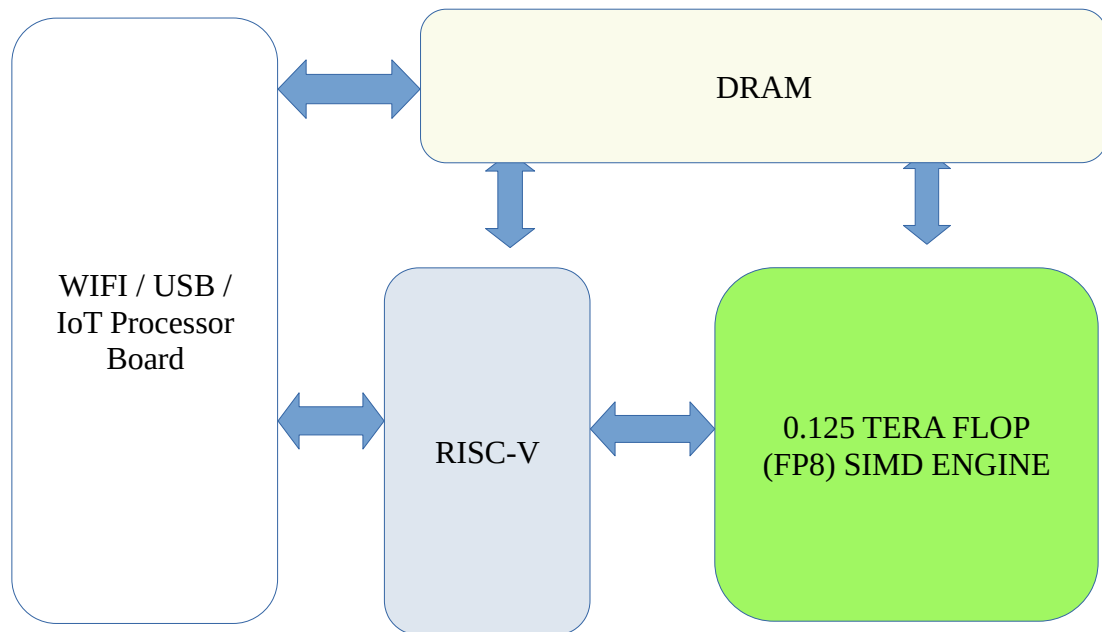 DRAM
WIFI / USB /
IoT Processor
Board
RISC-V
0.125 TERA FLOP
(FP8) SIMD ENGINE